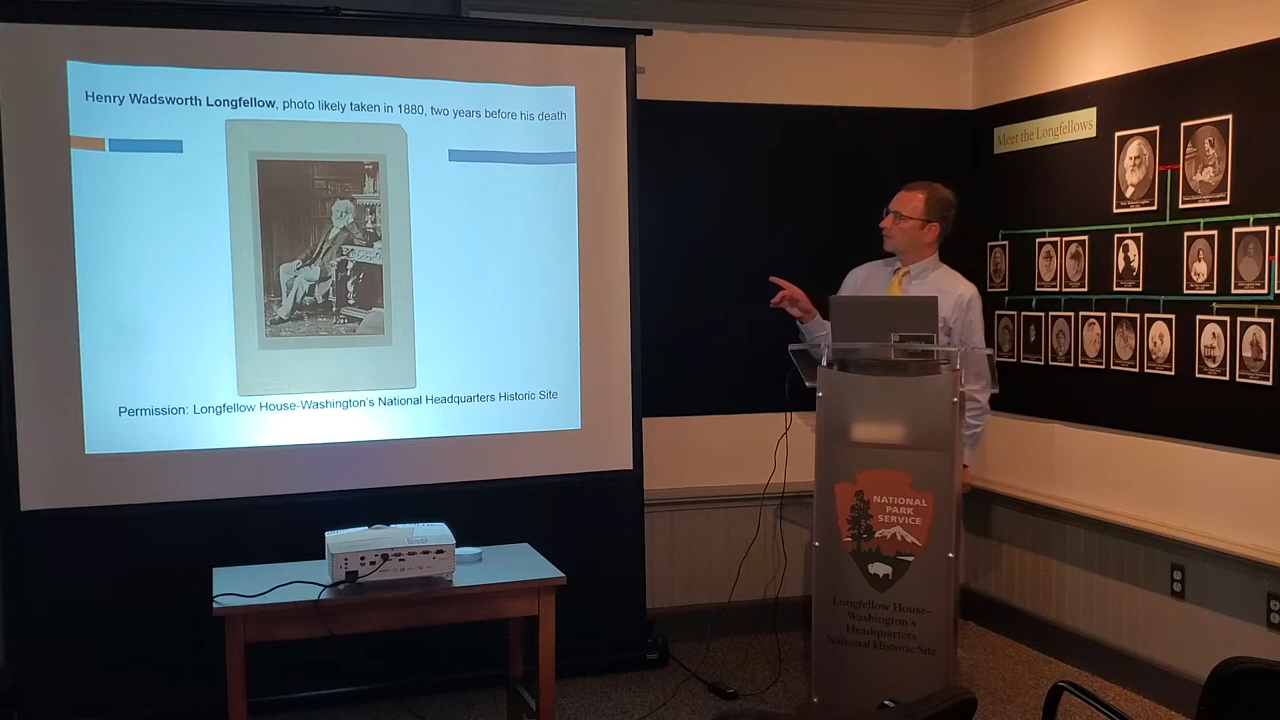 Henry Wadsworth Longfellow, photo likely taken in 1880, two years before his death
Permission: Longfellow House-Washington's National Headquarters Historic Site
Meet the Longfellows
NATIONAL
PARK
SERVICE
Longfellow House-
Washington's
Headquarters
National Historic Site